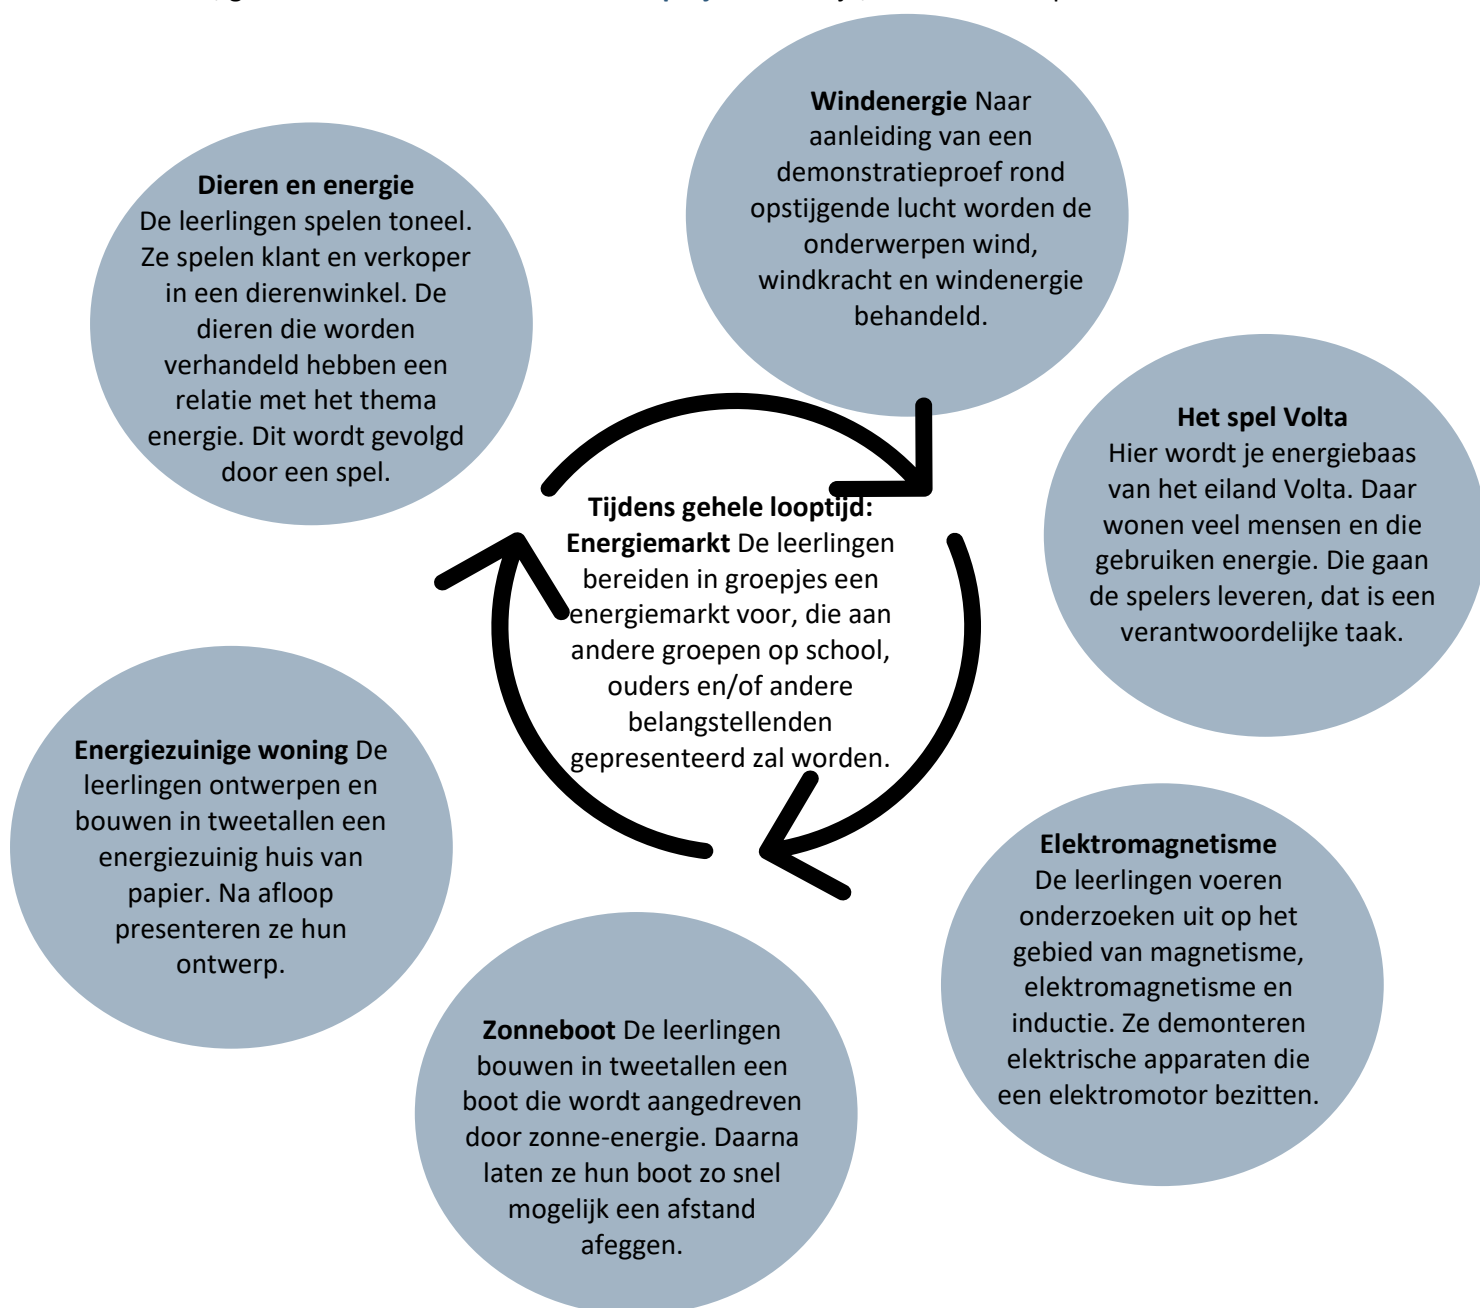 Windenergie Naar
aanleiding van een
demonstratieproef rond
opstijgende lucht worden de
onderwerpen wind,
windkracht en windenergie
behandeld.
Dieren en energie
De leerlingen spelen toneel.
Ze spelen klant en verkoper
in een dierenwinkel. De
dieren die worden
verhandeld hebben een
relatie met het thema
energie. Dit wordt gevolgd
door een spel.
Het spel Volta
Hier wordt je energiebaas
van het eiland Volta. Daar
wonen veel mensen en die
gebruiken energie. Die gaan
de spelers leveren, dat is een
verantwoordelijke taak.
Tijdens gehele looptijd:
Energiemarkt De leerlingen
bereiden in groepjes een
energiemarkt voor, die aan
andere groepen op school,
ouders en/of andere
belangstellenden
gepresenteerd zal worden.
Energiezuinige woning De
leerlingen ontwerpen en
bouwen in tweetallen een
energiezuinig huis van
papier. Na afloop
presenteren ze hun
ontwerp.
Elektromagnetisme
De leerlingen voeren
onderzoeken uit op het
gebied van magnetisme,
elektromagnetisme en
inductie. Ze demonteren
elektrische apparaten die
een elektromotor bezitten.
Zonneboot De leerlingen
bouwen in tweetallen een
boot die wordt aangedreven
door zonne-energie. Daarna
laten ze hun boot zo snel
mogelijk een afstand
afeggen.